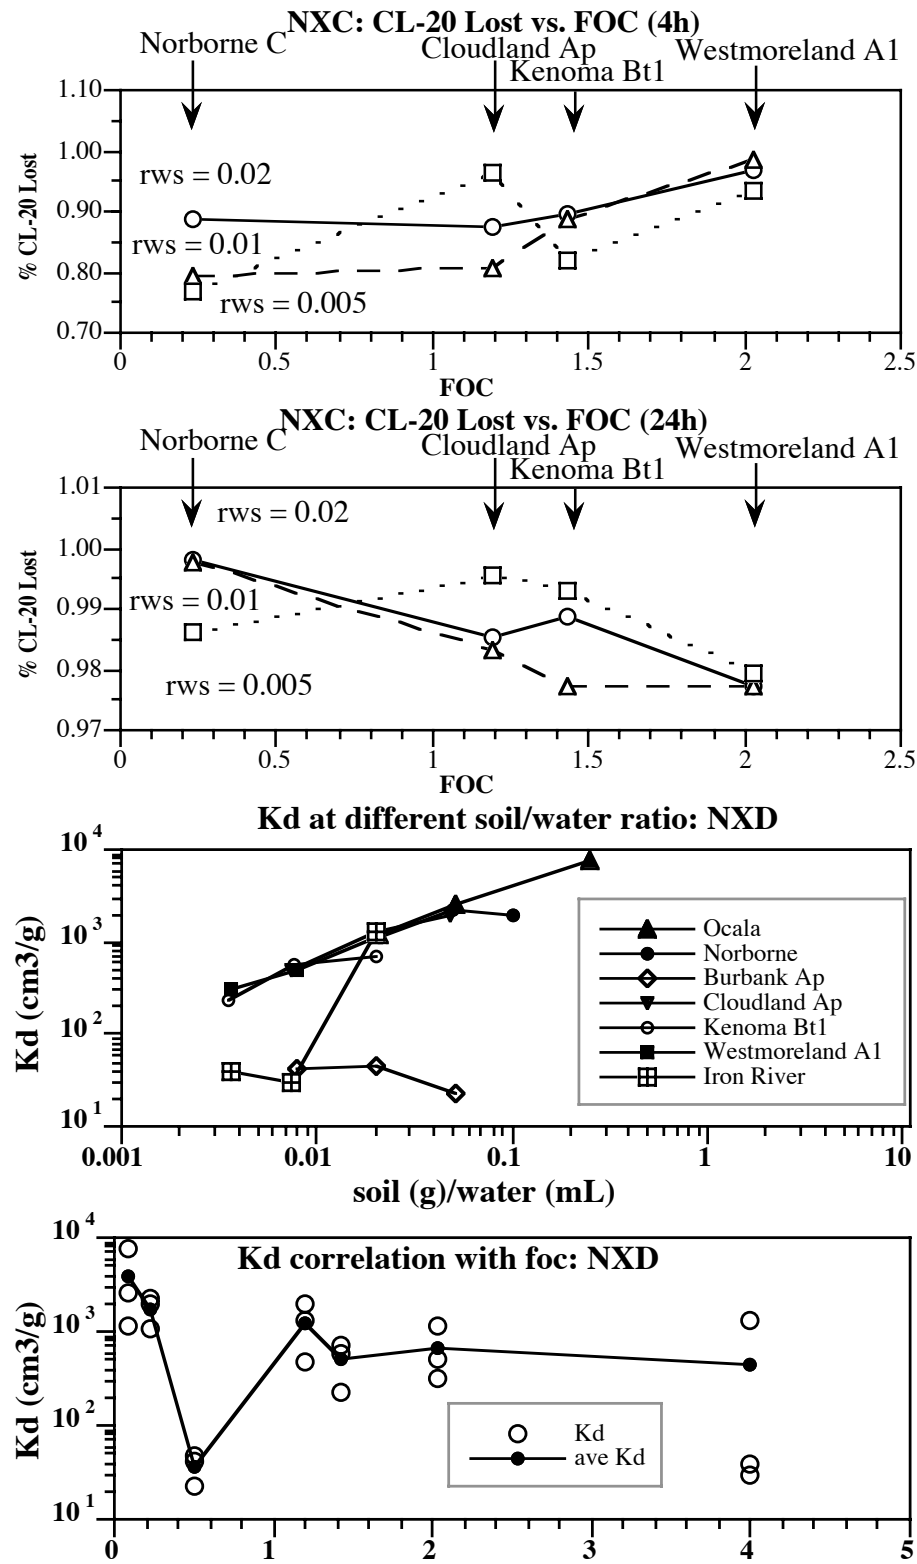 NXC: CL-20 Lost vs. FOC (4h)
Norborne C
Cloudland Ap
Kenoma Bt1
Westmoreland A1
1.10
1.00
0.90
0.80
0.70
% CL-20 Lost
rws = 0.02
rws = 0.01
rws = 0.005
0 0.5 1 1.5 2 2.5
FOC
NXC: CL-20 Lost vs. FOC (24h)
Norborne C
Cloudland Ap
Kenoma Bt1
Westmoreland A1
1.01
1.00
0.99
0.98
0.97
% CL-20 Lost
rws = 0.02
rws = 0.01
rws = 0.005
0 0.5 1 1.5 2 2.5
FOC
Kd at different soil/water ratio: NXD
10 4
10 3
10 2
10 1
Kd (cm3/g)
Ocala
Norborne
Burbank Ap
Cloudland Ap
Kenoma Bt1
Westmoreland A1
Iron River
0.001 0.01 0.1 1 10
soil (g)/water (mL)
Kd correlation with foc: NXD
10 4
10 3
10 2
10 1
Kd (cm3/g)
Kd
ave Kd
0 1 2 3 4 5